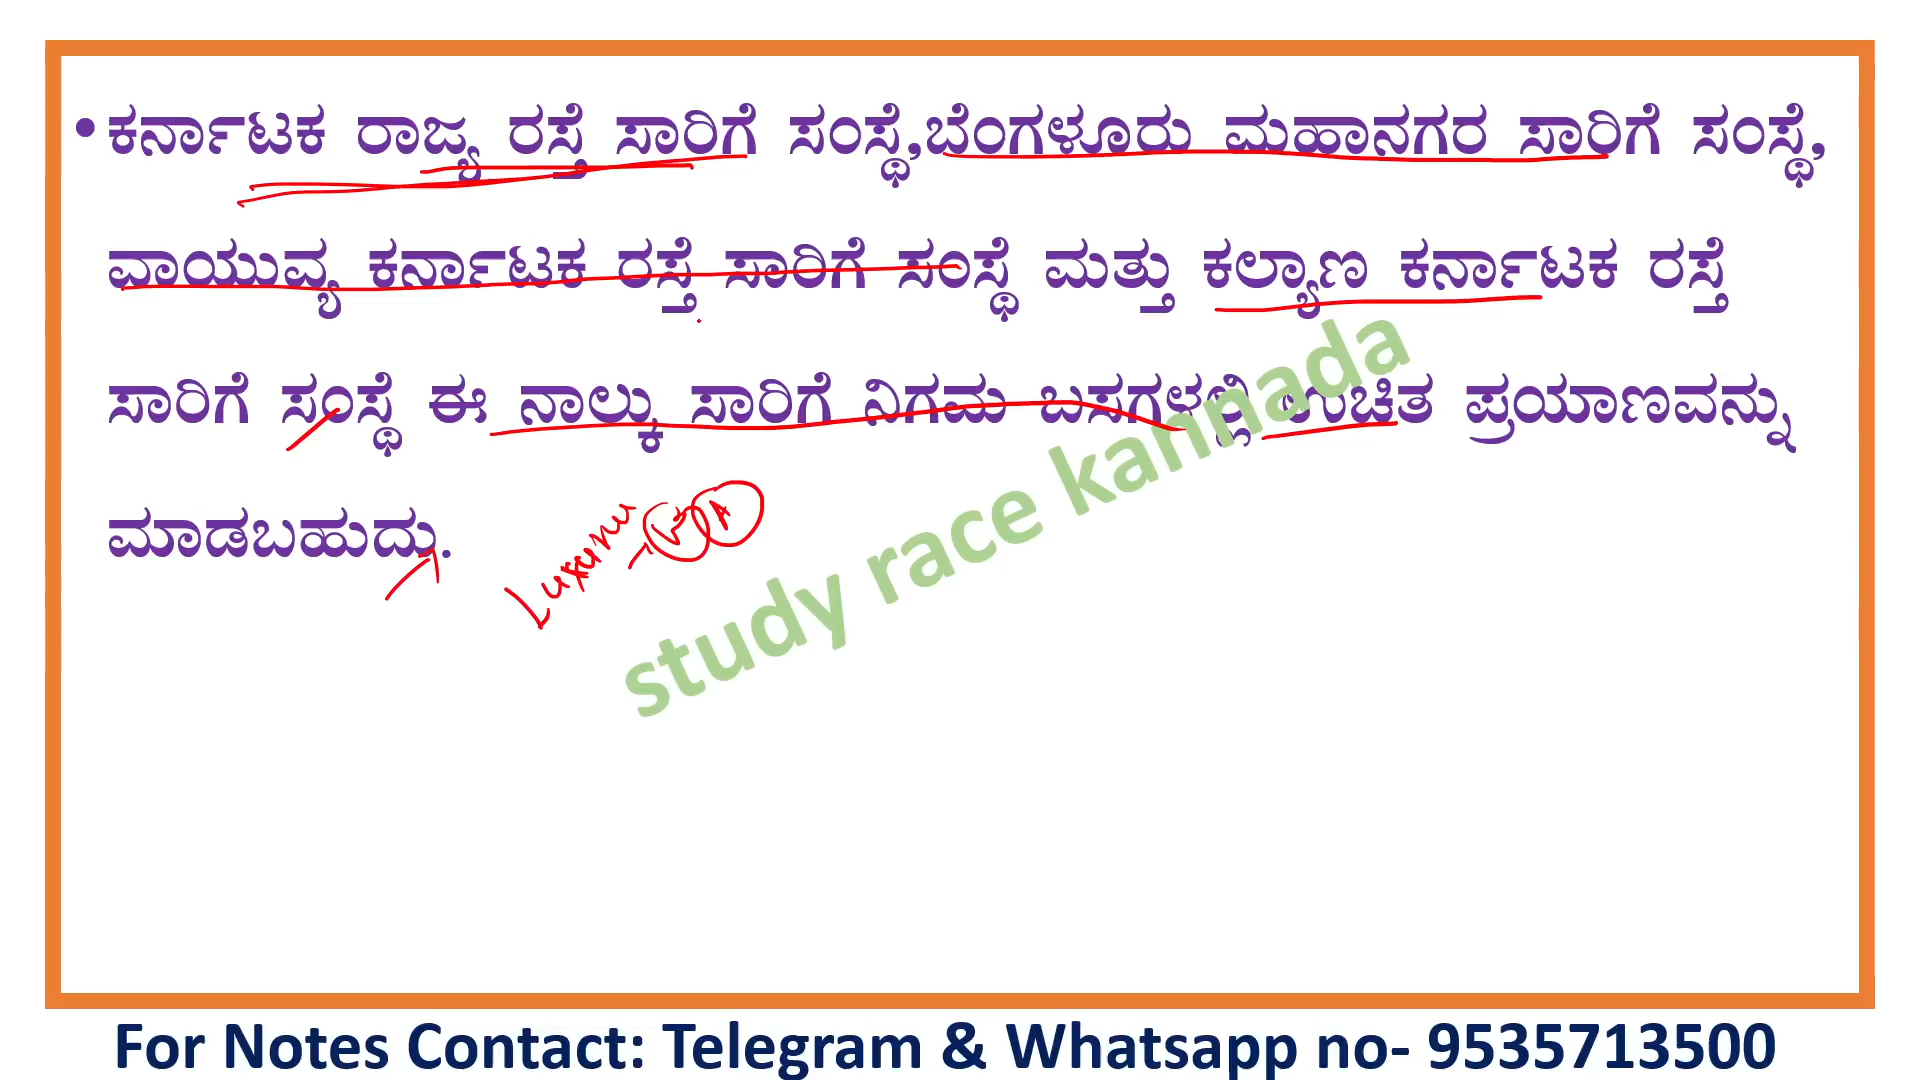 • ಕರ್ನಾಟಕ ರಾಜ್ಯ ರಸ್ತೆ ಸಾರಿಗೆ ಸಂಸ್ಥೆ,ಬೆಂಗಳೂರು ಮಹಾನಗರ ಸಾರಿಗೆ ಸಂಸ್ಥೆ,
ವಾಯುವ್ಯ ಕರ್ನಾಟಕ ರಸ್ತೆ ಸಾರಿಗೆ ಸಂಸ್ಥೆ ಮತ್ತು ಕಲ್ಯಾಣ ಕರ್ನಾಟಕ ರಸ್ತೆ
ಸಾರಿಗೆ ಸಂಸ್ಥೆ ಈ ನಾಲ್ಕು ಸಾರಿಗೆ ನಿಗಮ ಬಸಗಳಲ್ಲಿ ಉಚಿತ ಪ್ರಯಾಣವನ್ನು
ಮಾಡಬಹುದು.
A
study race kannada
For Notes Contact: Telegram & Whatsapp no- 9535713500